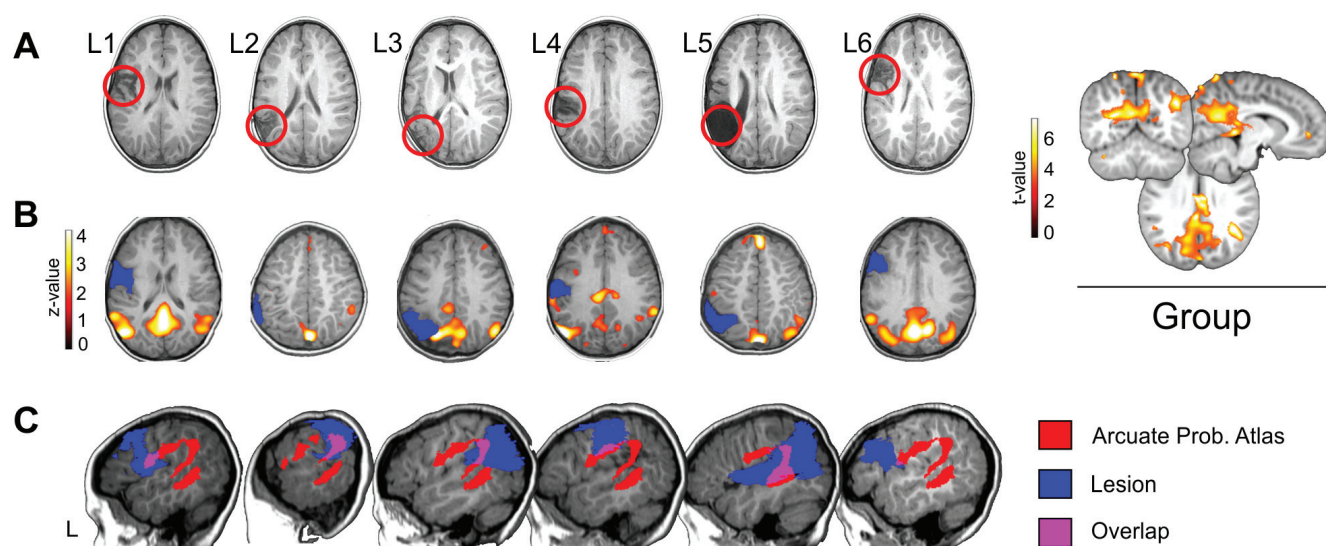 A
L1
L2
L3
L4
L5
L6
t-value
6
4
2
0
B
z-value
4
3
2
1
0
Group
C
L
Arcuate Prob. Atlas
Lesion
Overlap